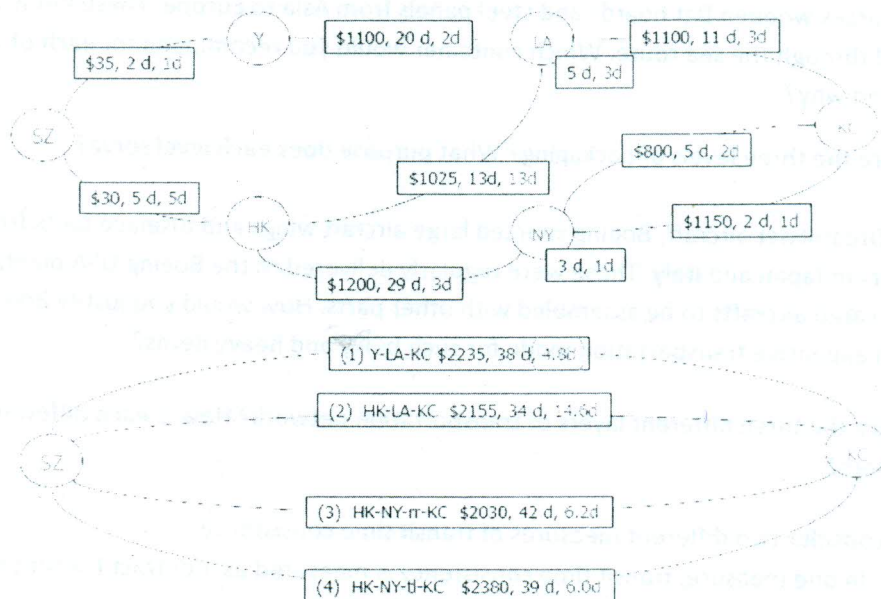 Y
$1100, 20 d, 2d
LA
$1100, 11 d, 3d
$35, 2 d, 1d
5 d, 3d
SZ
$800, 5 d, 2d
$1025, 13d, 13d
$30, 5 d, 5d
HK
NY
$1150, 2 d, 1d
3 d, 1d
$1200, 29 d, 3d
(1) Y-LA-KC $2235, 38 d, 4.8d
(2) HK-LA-KC $2155, 34 d, 14.6d
SZ
KC
(3) HK-NY-rr-KC $2030, 42 d, 6.2d
(4) HK-NY-tl-KC $2380, 39 d, 6.0d